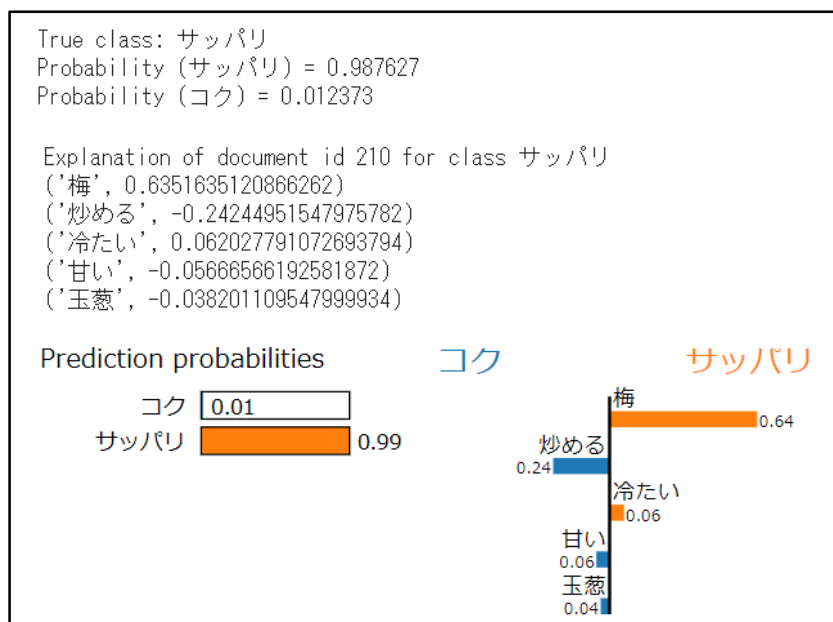 True class: サッパリ
Probability (サッパリ) = 0.987627
Probability (コク) = 0.012373
Explanation of document id 210 for class サッパリ
('梅', 0.6351635120866262)
('炒める', -0.24244951547975782)
('冷たい', 0.062027791072693794)
('甘い', -0.05666566192581872)
('玉葱', -0.038201109547999934)
Prediction probabilities
コク 0.01
サッパリ 0.99
コク サッパリ
梅
0.64
炒める
0.24
冷たい
0.06
甘い
0.06
玉葱
0.04